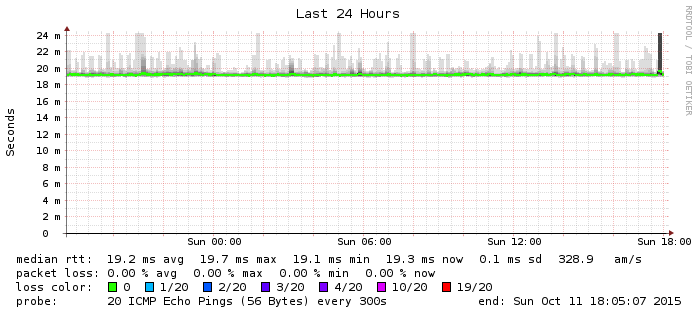 Last 24 Hours
RRDTOOL / TOBI OETIKER
Seconds
24 m
22 m
20 m
18 m
16 m
14 m
12 m
10 m
8 m
6 m
4 m
2 m
0
Sun 00:00 Sun 06:00 Sun 12:00 Sun 18:00
median rtt: 19.2 ms avg 19.7 ms max 19.1 ms min 19.3 ms now 0.1 ms sd 328.9 am/s
packet loss: 0.00 % avg 0.00 % max 0.00 % min 0.00 % now
loss color: 0 1/20 2/20 3/20 4/20 10/20 19/20
probe: 20 ICMP Echo Pings (56 Bytes) every 300s end: Sun Oct 11 18:05:07 2015